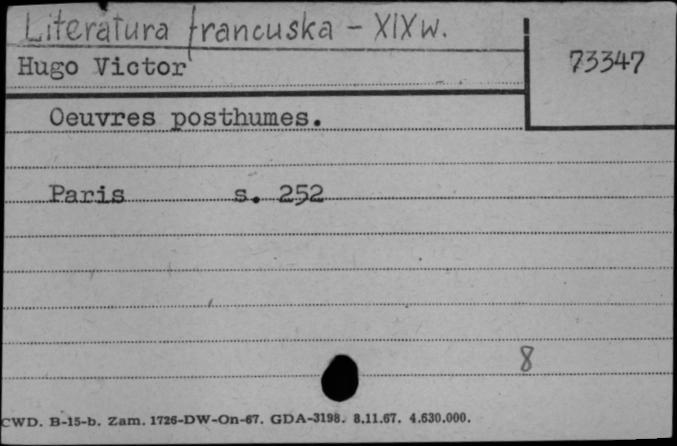 Literatura francuska - XIX w.
Hugo Victor
73347
Oeuvres posthumes.
Paris s. 252
8
CWD. B-15-b. Zam. 1726-DW-On-67. GDA-3198. 8.11.67. 4.630.000.